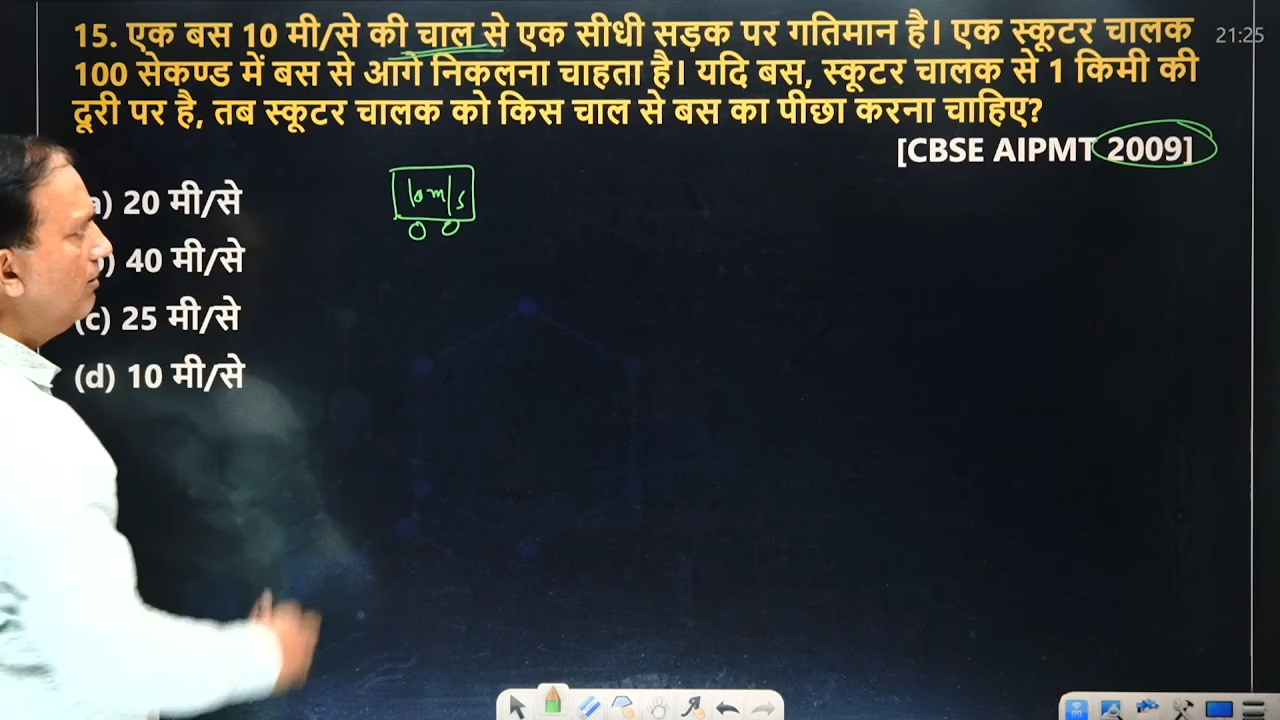 15. एक बस 10 मी/से की चाल से एक सीधी सड़क पर गतिमान है। एक स्कूटर चालक
21:25
100 सेकण्ड में बस से आगे निकलना चाहता है। यदि बस, स्कूटर चालक से 1 किमी की
दूरी पर है, तब स्कूटर चालक को किस चाल से बस का पीछा करना चाहिए?
[CBSE AIPMT 2009]
10m/s
a) 20 मी/से
) 40 मी/से
(c) 25 मी/से
(d) 10 मी/से